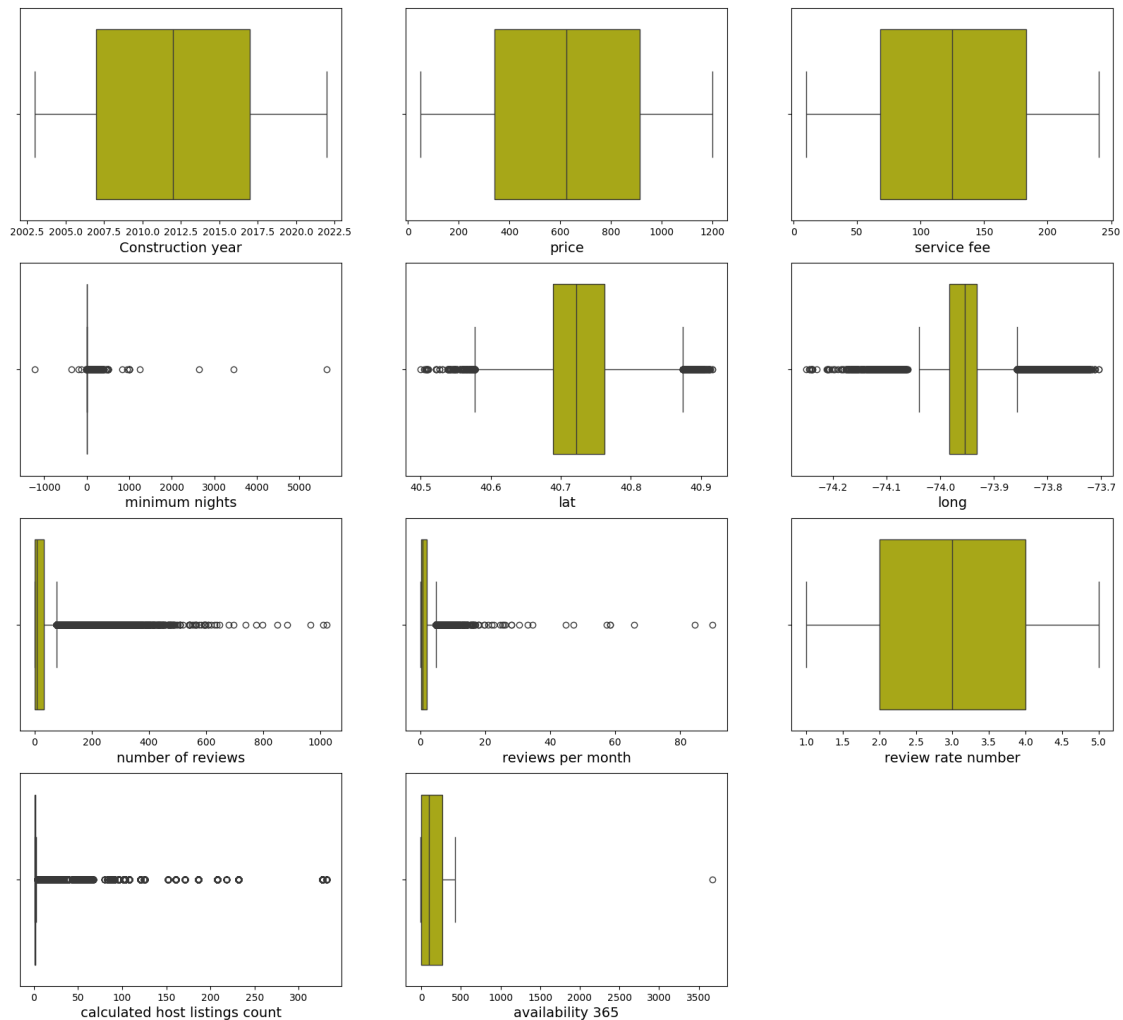 2002.5 2005.0 2007.5 2010.0 2012.5 2015.0 2017.5 2020.0 2022.5
Construction year
0 200 400 600 800 1000 1200
price
0 50 100 150 200 250
service fee
−1000 0 1000 2000 3000 4000 5000
minimum nights
40.5 40.6 40.7 40.8 40.9
lat
−74.2 −74.1 −74.0 −73.9 −73.8 −73.7
long
0 200 400 600 800 1000
number of reviews
0 20 40 60 80
reviews per month
1.0 1.5 2.0 2.5 3.0 3.5 4.0 4.5 5.0
review rate number
0 50 100 150 200 250 300
calculated host listings count
0 500 1000 1500 2000 2500 3000 3500
availability 365